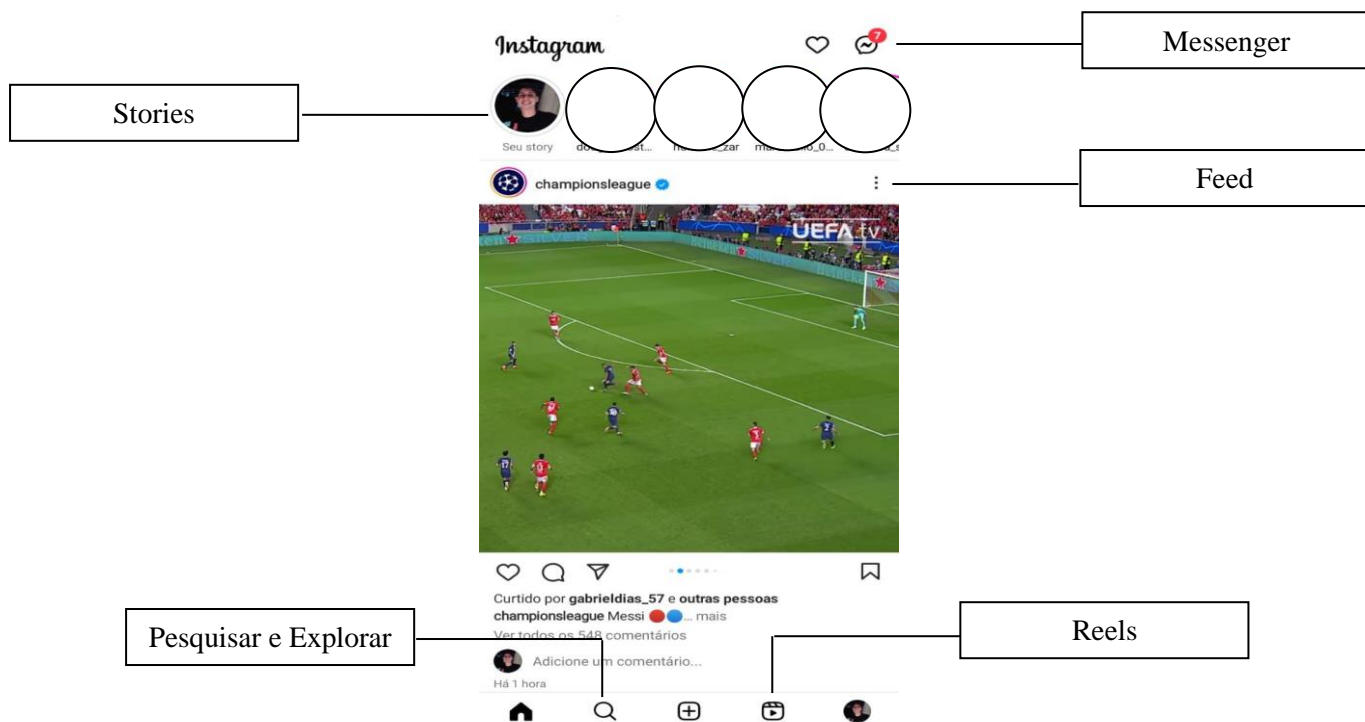 Instagram
7
Messenger
Stories
Seu story
championsleague
Feed
UEFA.tv
Curtido por gabrieldias_57 e outras pessoas
championsleague Messi 🔴🔵... mais
Ver todos os 548 comentários
Pesquisar e Explorar
Reels
Adicione um comentário...
Há 1 hora